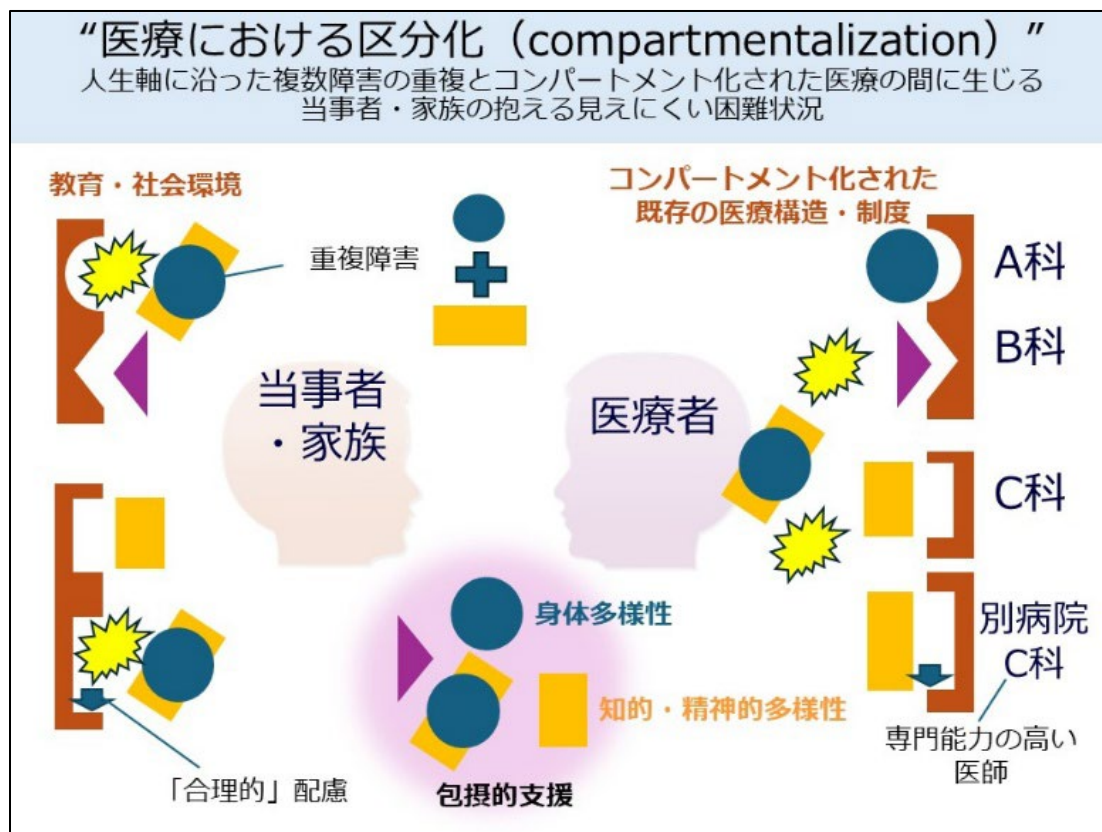 “医療における区分化（compartmentalization）”
人生軸に沿った複数障害の重複とコンパートメント化された医療の間に生じる
当事者・家族の抱える見えにくい困難状況
教育・社会環境
コンパートメント化された
既存の医療構造・制度
重複障害
A科
B科
当事者
・家族
医療者
C科
身体多様性
知的・精神的多様性
別病院
C科
専門能力の高い
医師
「合理的」配慮
包摂的支援